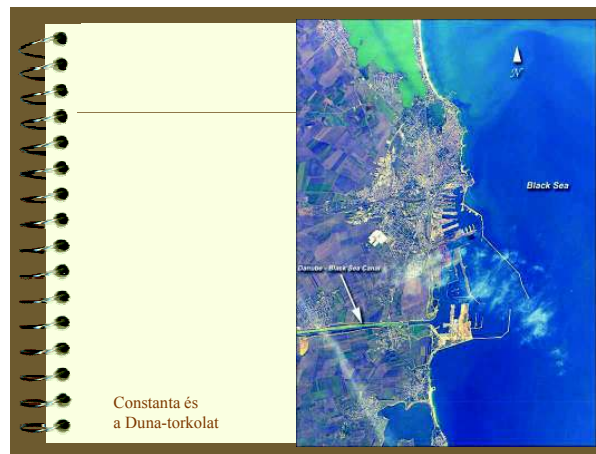 N
Black Sea
Danube - Black Sea Canal
Constanta és
a Duna-torkolat